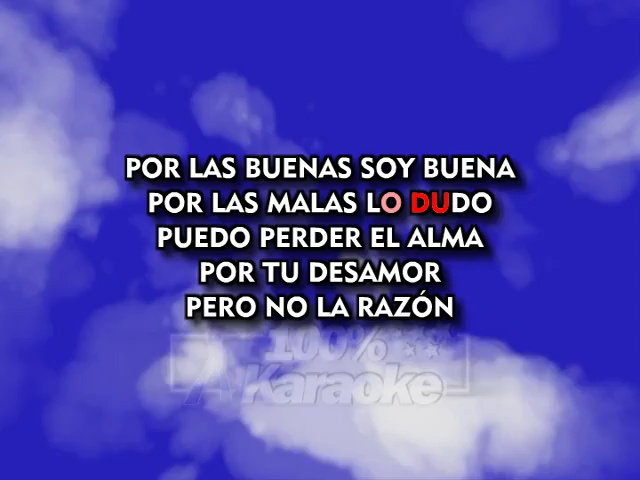 POR LAS BUENAS SOY BUENA
POR LAS MALAS LO DUDO
PUEDO PERDER EL ALMA
POR TU DESAMOR
PERO NO LA RAZÓN
100%
Karaoke